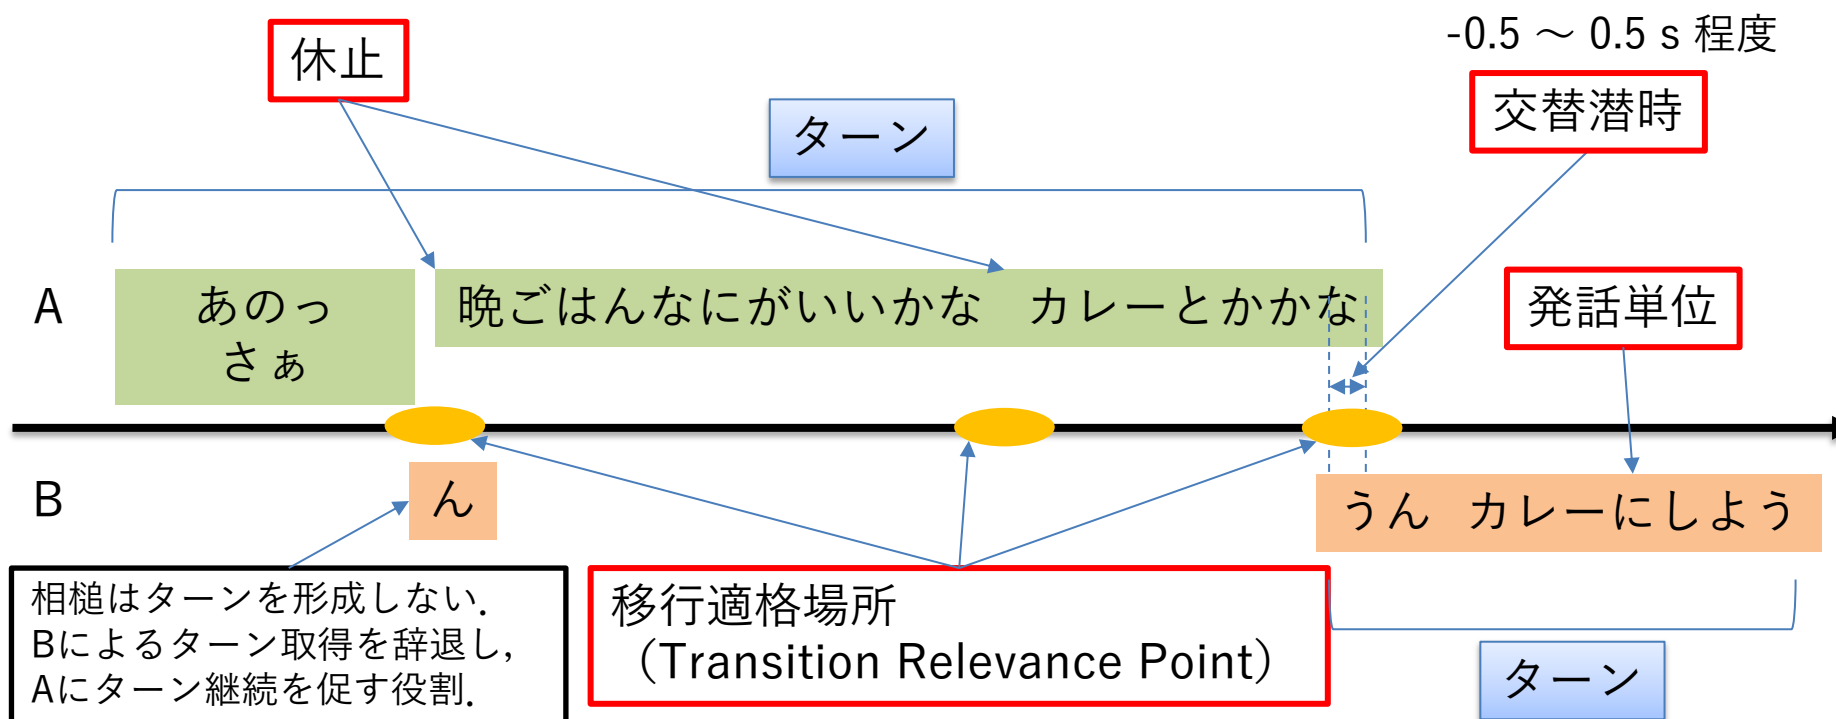 -0.5 ～ 0.5 s 程度
休止
交替潜時
ターン
A
あのっ
さぁ
晩ごはんなにがいいかな　カレーとかかな
発話単位
B
ん
うん　カレーにしよう
相槌はターンを形成しない．
Bによるターン取得を辞退し，
Aにターン継続を促す役割．
移行適格場所
（Transition Relevance Point）
ターン